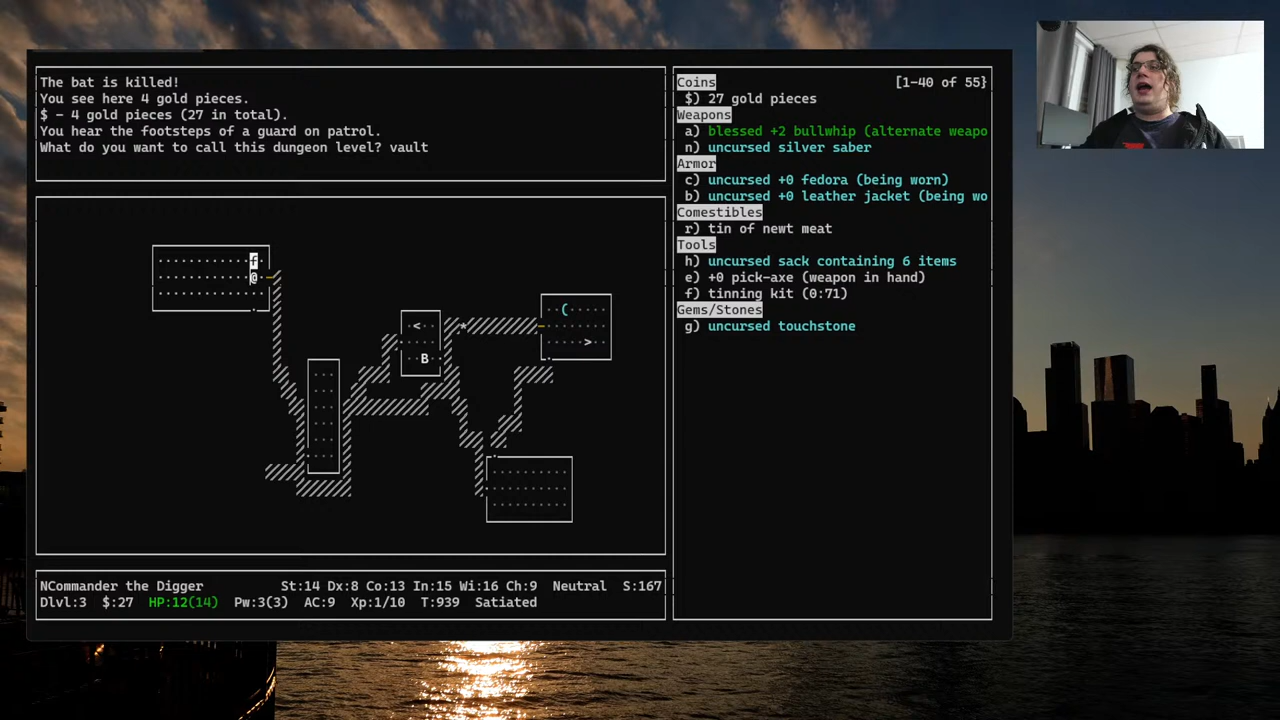 The bat is killed!
You see here 4 gold pieces.
$ - 4 gold pieces (27 in total).
You hear the footsteps of a guard on patrol.
What do you want to call this dungeon level? vault
Coins [1-40 of 55}
$) 27 gold pieces
Weapons
a) blessed +2 bullwhip (alternate weapo
n) uncursed silver saber
Armor
c) uncursed +0 fedora (being worn)
b) uncursed +0 leather jacket (being wo
Comestibles
r) tin of newt meat
Tools
h) uncursed sack containing 6 items
e) +0 pick-axe (weapon in hand)
f) tinning kit (0:71)
Gems/Stones
g) uncursed touchstone
f
@
(
<
*
>
B
NCommander the Digger St:14 Dx:8 Co:13 In:15 Wi:16 Ch:9 Neutral S:167
Dlvl:3 $:27 HP:12(14) Pw:3(3) AC:9 Xp:1/10 T:939 Satiated